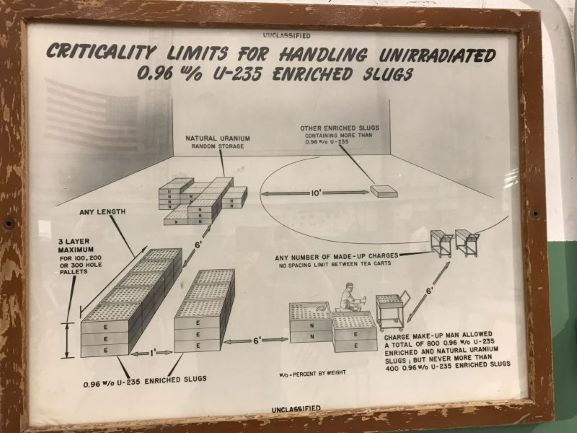 UNCLASSIFIED
CRITICALITY LIMITS FOR HANDLING UNIRRADIATED
0.96 w/o U-235 ENRICHED SLUGS
NATURAL URANIUM
RANDOM STORAGE
OTHER ENRICHED SLUGS
CONTAINING MORE THAN
0.96 w/o U-235
10'
ANY LENGTH
3 LAYER
MAXIMUM
FOR 100, 200
OR 300 HOLE
PALLETS
6'
ANY NUMBER OF MADE-UP CHARGES
NO SPACING LIMIT BETWEEN TEA CARTS
6'
E
E
E
1'
E
E
E
6'
N
N
N
E
E
E
0.96 w/o U-235 ENRICHED SLUGS
w/o = PERCENT BY WEIGHT
CHARGE MAKE-UP MAN ALLOWED
A TOTAL OF 800 0.96 w/o U-235
ENRICHED AND NATURAL URANIUM
SLUGS ; BUT NEVER MORE THAN
400 0.96 w/o U-235 ENRICHED SLUGS
UNCLASSIFIED